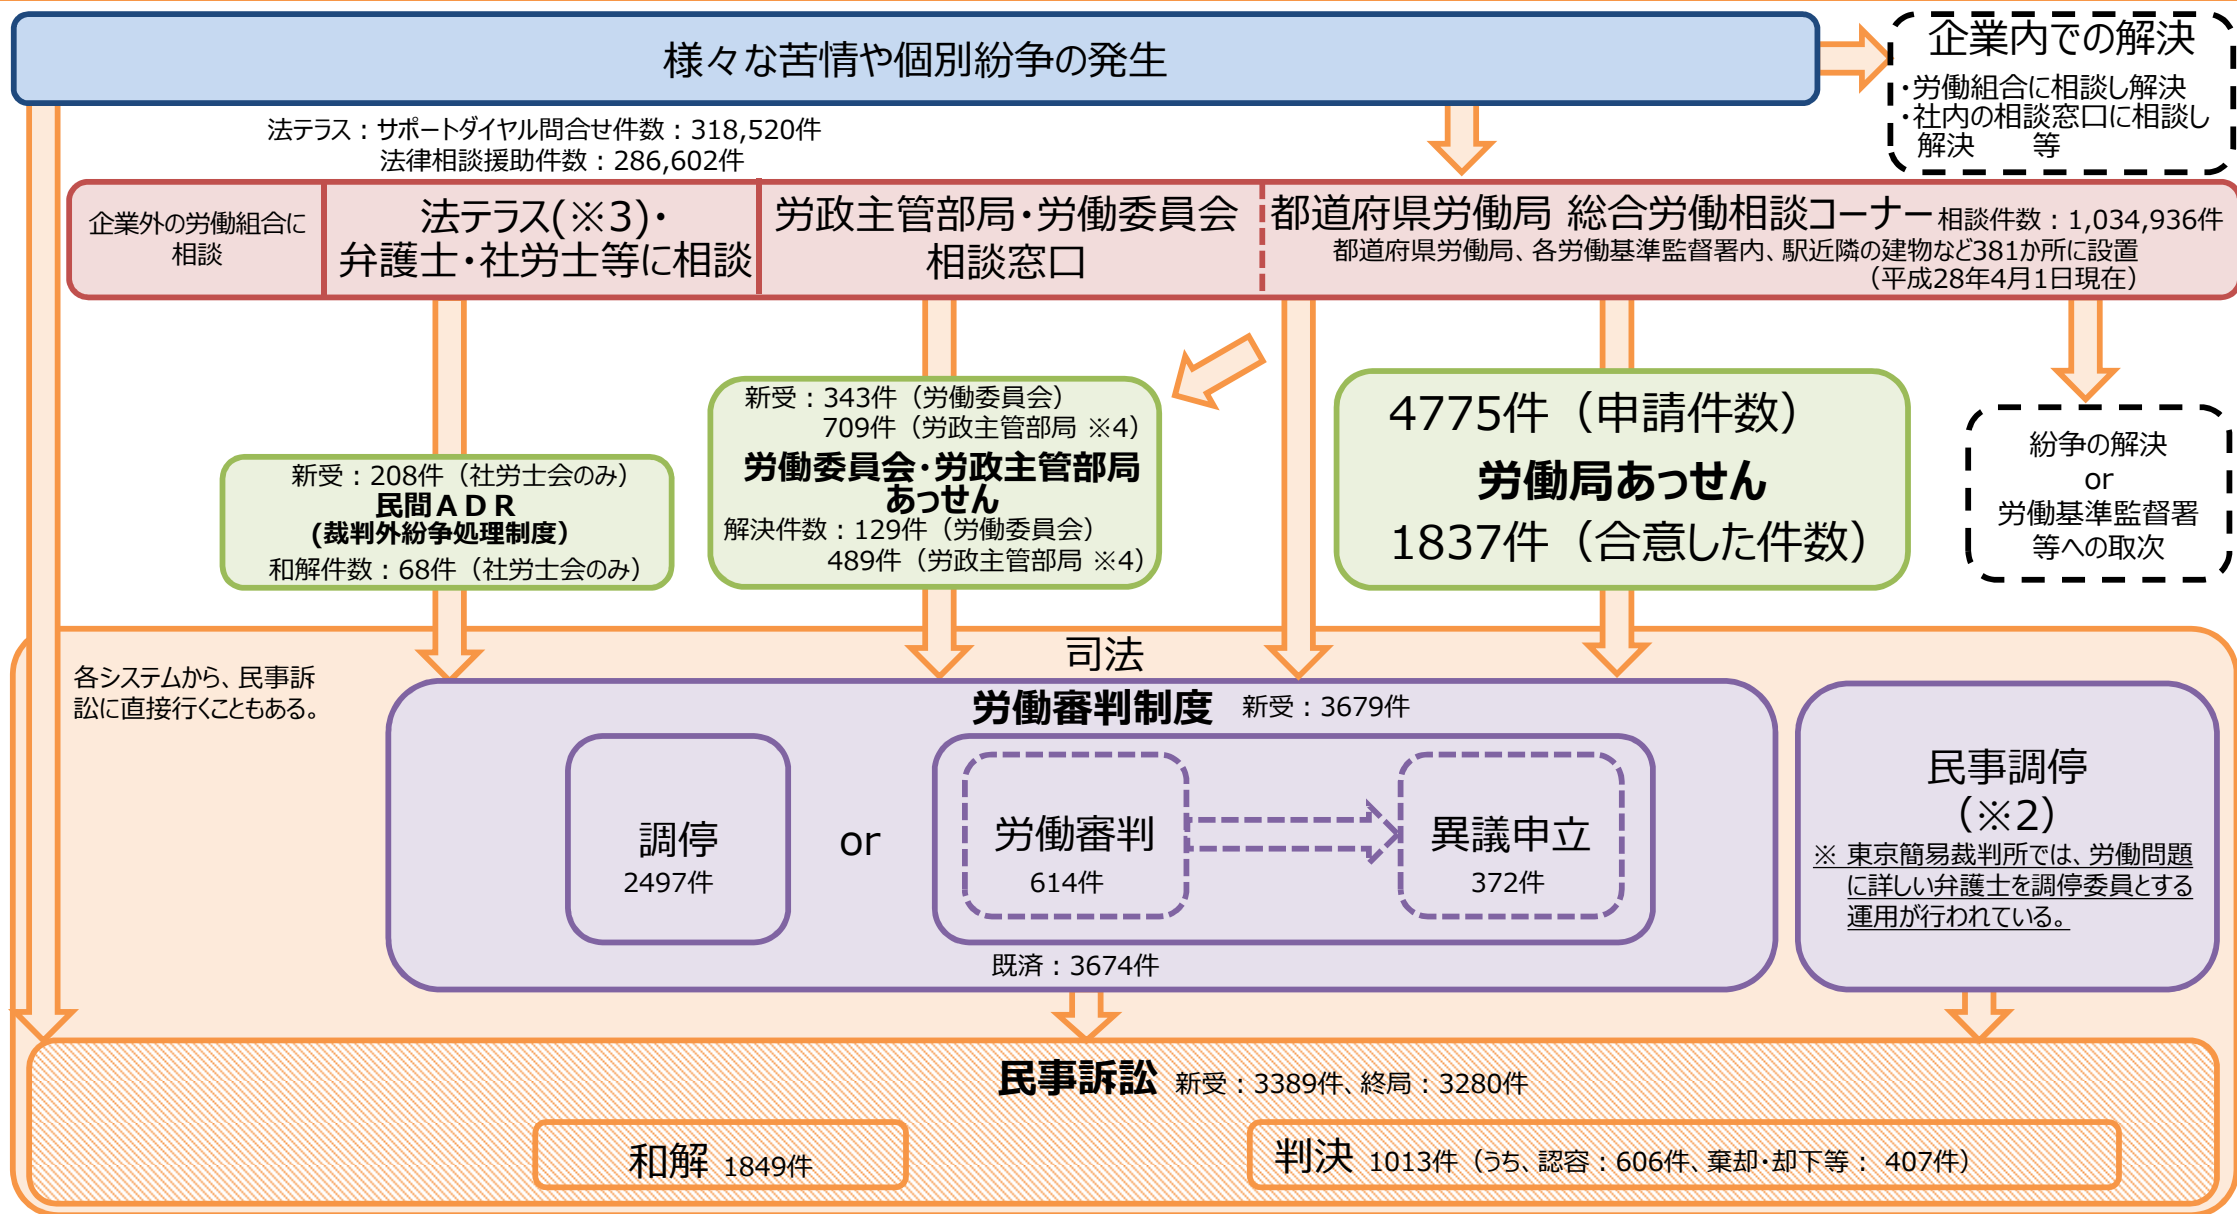 様々な苦情や個別紛争の発生
企業内での解決
・労働組合に相談し解決
・社内の相談窓口に相談し
解決　　等
法テラス：サポートダイヤル問合せ件数：318,520件
法律相談援助件数：286,602件
企業外の労働組合に
相談
法テラス(※3)・
弁護士・社労士等に相談
労政主管部局・労働委員会
相談窓口
都道府県労働局 総合労働相談コーナー 相談件数：1,034,936件
都道府県労働局、各労働基準監督署内、駅近隣の建物など381か所に設置
（平成28年4月1日現在）
新受：208件（社労士会のみ）
民間ＡＤＲ
(裁判外紛争処理制度）
和解件数：68件（社労士会のみ）
新受：343件（労働委員会）
709件（労政主管部局 ※4）
労働委員会・労政主管部局
あっせん
解決件数：129件（労働委員会）
489件（労政主管部局 ※4）
4775件（申請件数）
労働局あっせん
1837件（合意した件数）
紛争の解決
or
労働基準監督署
等への取次
司法
各システムから、民事訴
訟に直接行くこともある。
労働審判制度 新受：3679件
調停
2497件
or
労働審判
614件
異議申立
372件
既済：3674件
民事調停
（※2）
※ 東京簡易裁判所では、労働問題
に詳しい弁護士を調停委員とする
運用が行われている。
民事訴訟 新受：3389件、終局：3280件
和解 1849件
判決 1013件（うち、認容：606件、棄却・却下等： 407件）